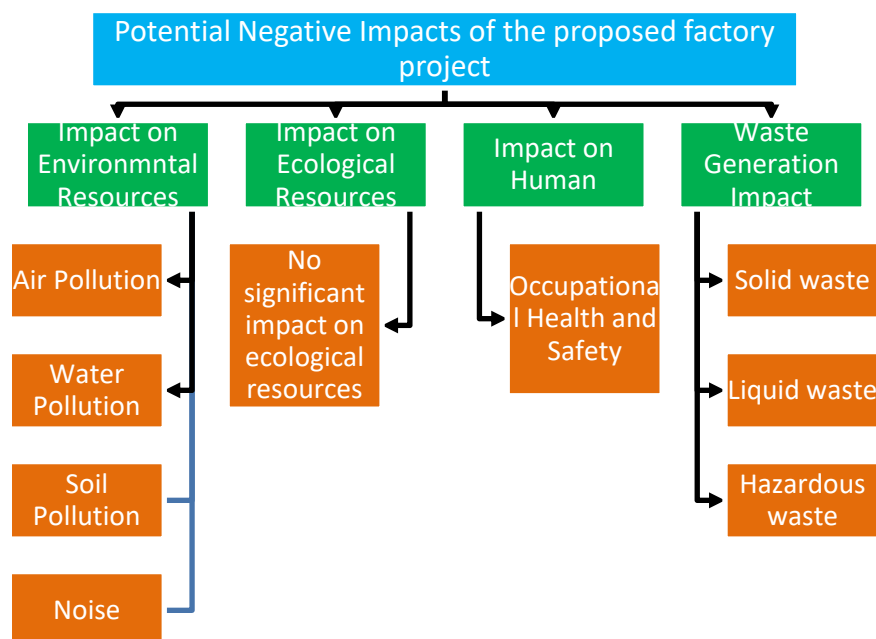 Potential Negative Impacts of the proposed factory
project
Impact on
Environmntal
Resources
Impact on
Ecological
Resources
Impact on
Human
Waste
Generation
Impact
Air Pollution
Water
Pollution
Soil
Pollution
Noise
No
significant
impact on
ecological
resources
Occupationa
l Health and
Safety
Solid waste
Liquid waste
Hazardous
waste